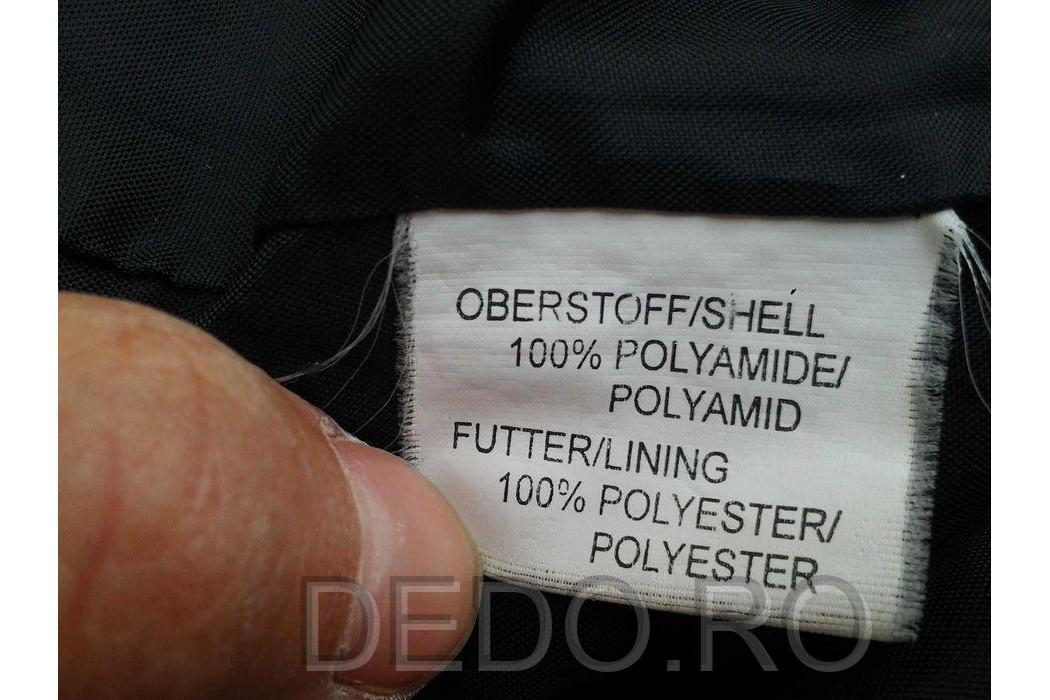 OBERSTOFF/SHELL
100% POLYAMIDE/
POLYAMID
FUTTER/LINING
100% POLYESTER/
POLYESTER
DEDO.RO